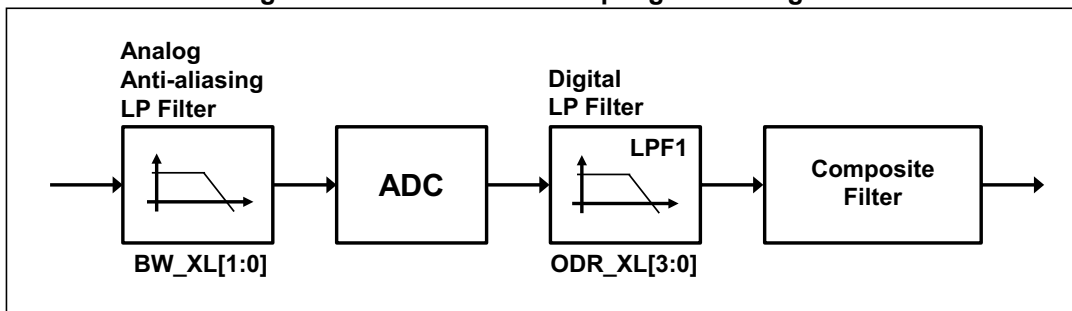 Analog
Anti-aliasing
LP Filter
Digital
LP Filter
LPF1
ADC
Composite
Filter
BW_XL[1:0]
ODR_XL[3:0]